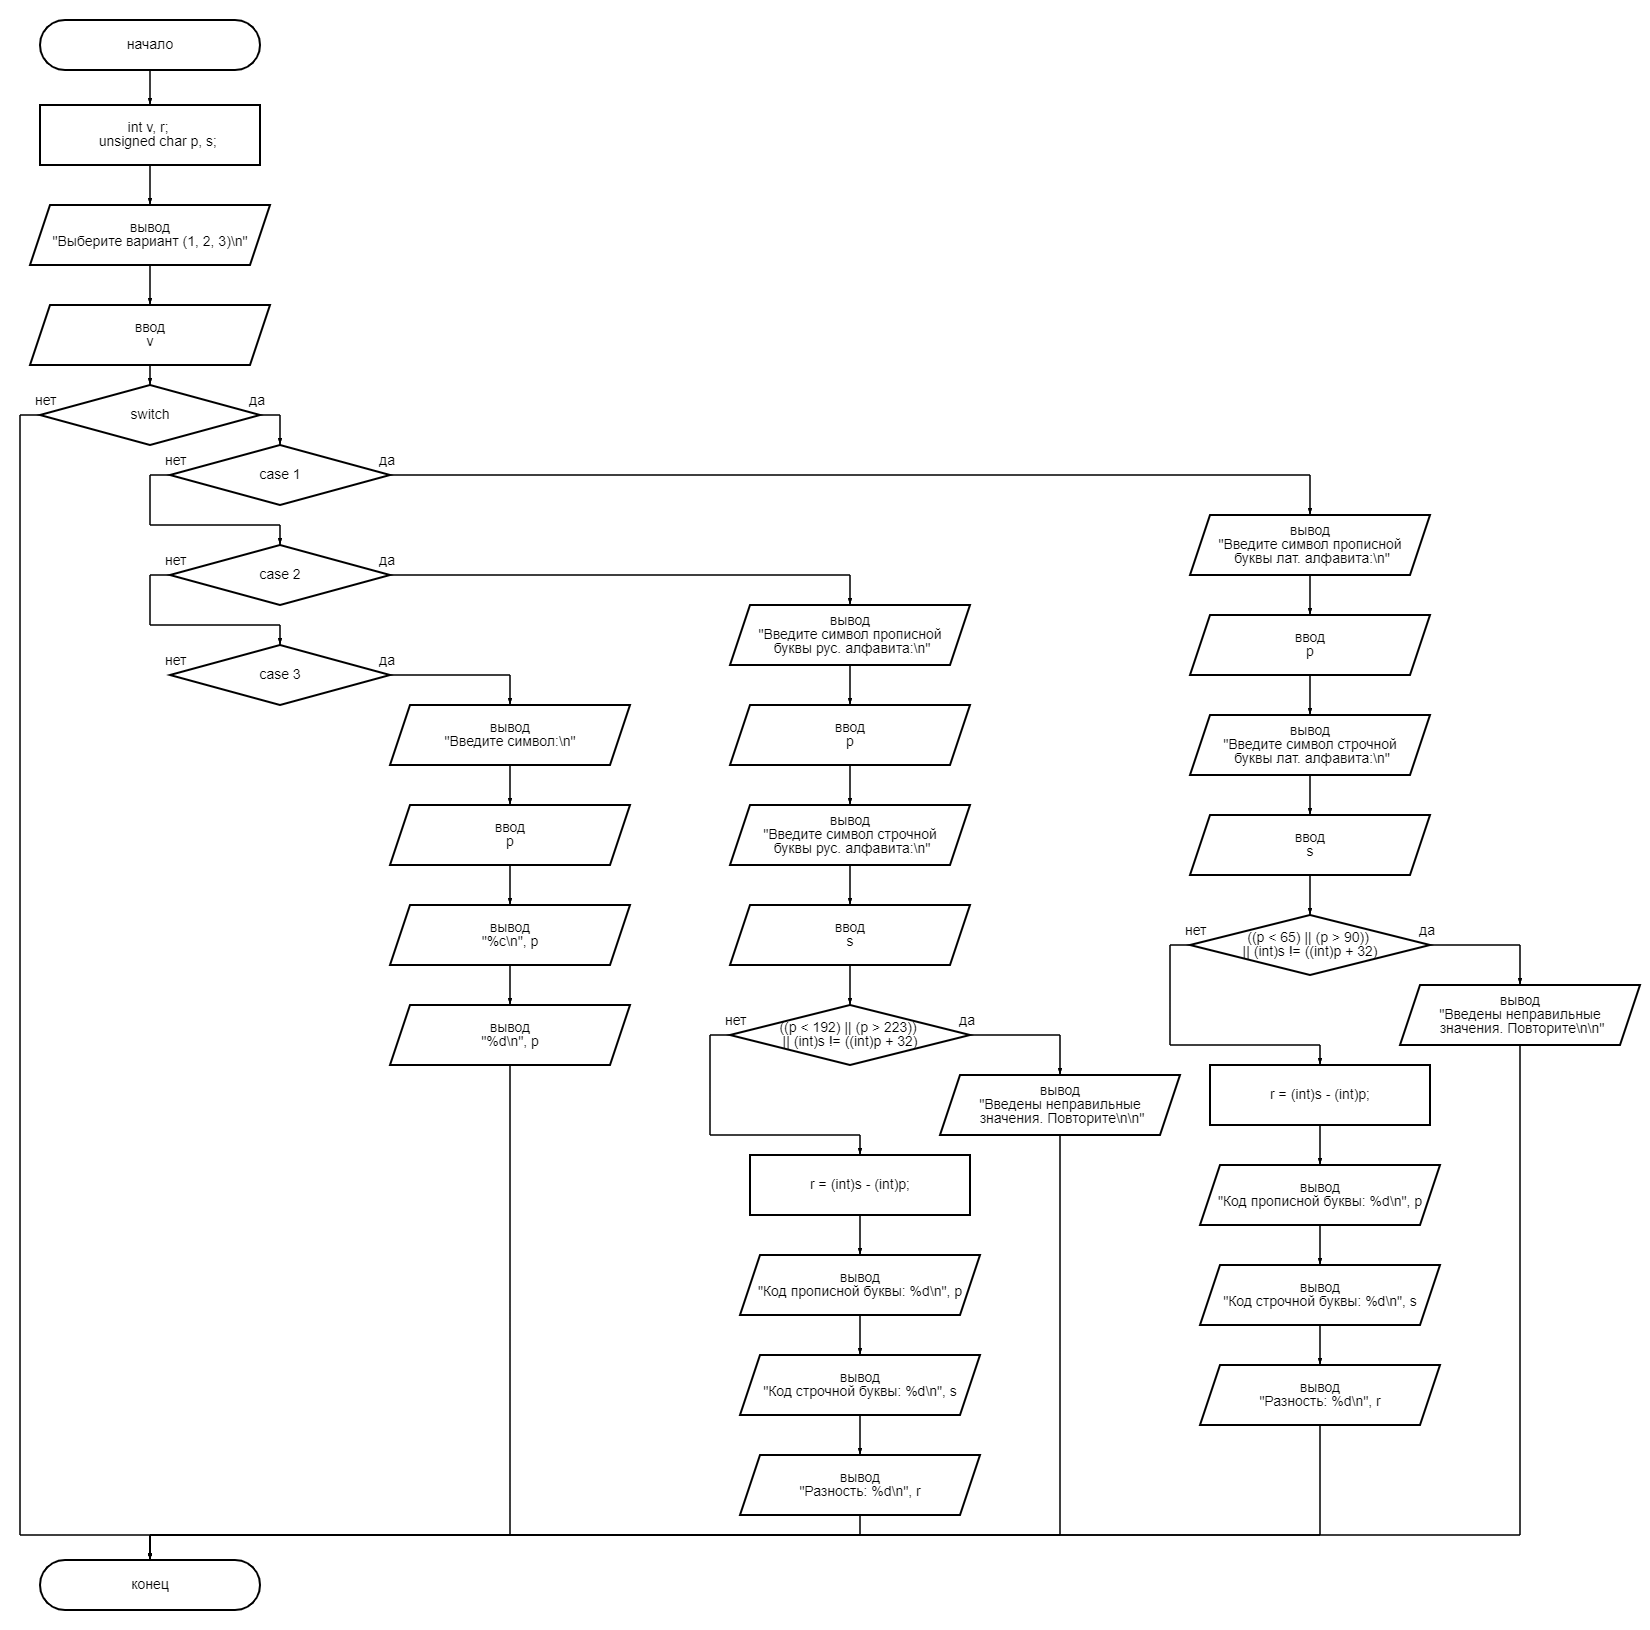 начало
int v, r;
unsigned char p, s;
вывод
"Выберите вариант (1, 2, 3)\n"
ввод
v
нет
да
switch
нет
да
case 1
нет
да
case 2
нет
да
case 3
вывод
"Введите символ:\n"
ввод
p
вывод
"%c\n", p
вывод
"%d\n", p
вывод
"Введите символ прописной
буквы рус. алфавита:\n"
ввод
p
вывод
"Введите символ строчной
буквы рус. алфавита:\n"
ввод
s
нет
да
((p < 192) || (p > 223))
|| (int)s != ((int)p + 32)
вывод
"Введены неправильные
значения. Повторите\n\n"
r = (int)s - (int)p;
вывод
"Код прописной буквы: %d\n", p
вывод
"Код строчной буквы: %d\n", s
вывод
"Разность: %d\n", r
вывод
"Введите символ прописной
буквы лат. алфавита:\n"
ввод
p
вывод
"Введите символ строчной
буквы лат. алфавита:\n"
ввод
s
нет
да
((p < 65) || (p > 90))
|| (int)s != ((int)p + 32)
вывод
"Введены неправильные
значения. Повторите\n\n"
r = (int)s - (int)p;
вывод
"Код прописной буквы: %d\n", p
вывод
"Код строчной буквы: %d\n", s
вывод
"Разность: %d\n", r
конец